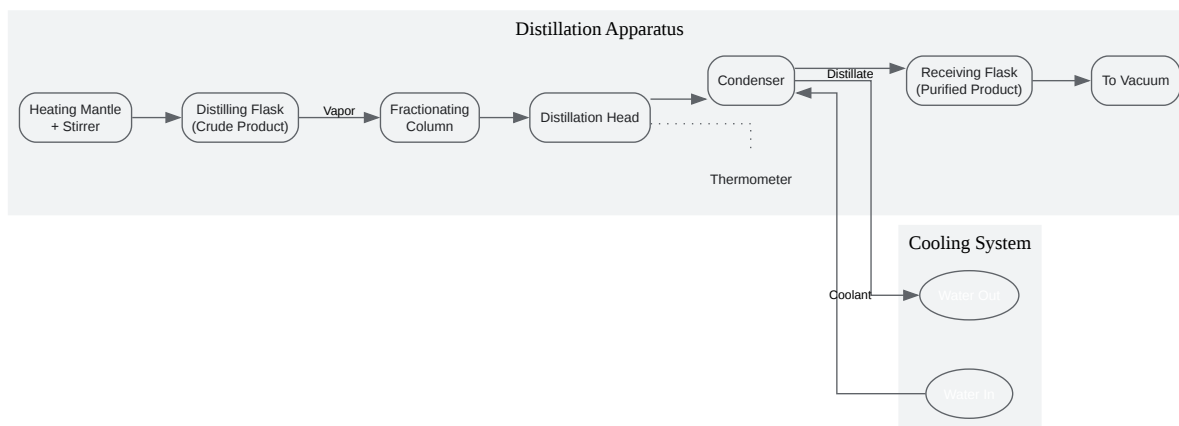 Distillation Apparatus
Heating Mantle
+ Stirrer
Distilling Flask
(Crude Product)
Vapor
Fractionating
Column
Distillation Head
Condenser
Distillate
Receiving Flask
(Purified Product)
To Vacuum
Thermometer
Cooling System
Coolant
Water Out
Water In